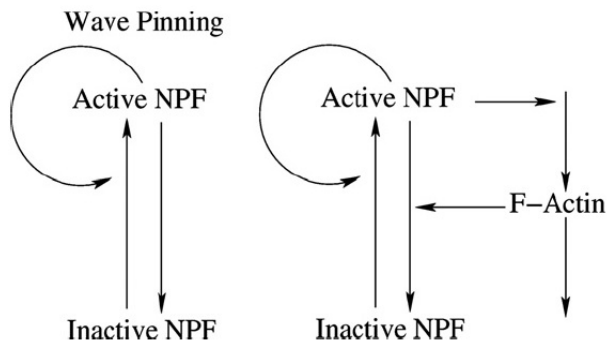 Wave Pinning
Active NPF
Active NPF
F–Actin
Inactive NPF
Inactive NPF